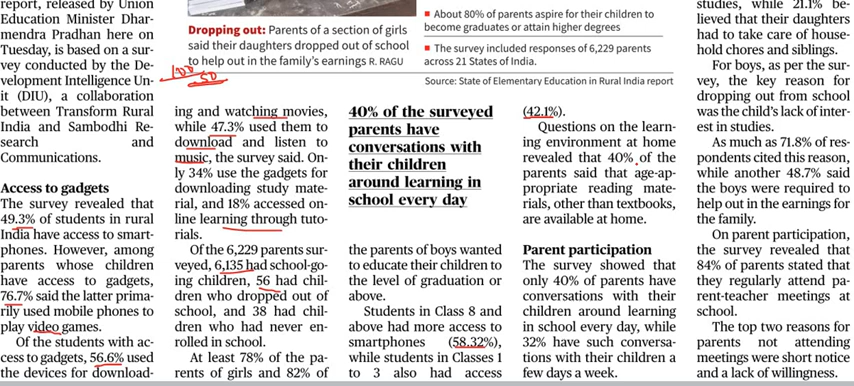 report, released by Union
Education Minister Dhar-
mendra Pradhan here on
Tuesday, is based on a sur-
vey conducted by the De-
velopment Intelligence Un-
it (DIU), a collaboration
between Transform Rural
India and Sambodhi Re-
search and
Communications.
Access to gadgets
The survey revealed that
49.3% of students in rural
India have access to smart-
phones. However, among
parents whose children
have access to gadgets,
76.7% said the latter prima-
rily used mobile phones to
play video games.
Of the students with ac-
cess to gadgets, 56.6% used
the devices for download-
Dropping out: Parents of a section of girls
said their daughters dropped out of school
to help out in the family's earnings R. RAGU
100
50
■ About 80% of parents aspire for their children to
become graduates or attain higher degrees
■ The survey included responses of 6,229 parents
across 21 States of India.
Source: State of Elementary Education in Rural India report
ing and watching movies,
while 47.3% used them to
download and listen to
music, the survey said. On-
ly 34% use the gadgets for
downloading study mate-
rial, and 18% accessed on-
line learning through tuto-
rials.
Of the 6,229 parents sur-
veyed, 6,135 had school-go-
ing children, 56 had chil-
dren who dropped out of
school, and 38 had chil-
dren who had never en-
rolled in school.
At least 78% of the pa-
rents of girls and 82% of
40% of the surveyed
parents have
conversations with
their children
around learning in
school every day
the parents of boys wanted
to educate their children to
the level of graduation or
above.
Students in Class 8 and
above had more access to
smartphones (58.32%),
while students in Classes 1
to 3 also had access
(42.1%).
Questions on the learn-
ing environment at home
revealed that 40% of the
parents said that age-ap-
propriate reading mate-
rials, other than textbooks,
are available at home.
Parent participation
The survey showed that
only 40% of parents have
conversations with their
children around learning
in school every day, while
32% have such conversa-
tions with their children a
few days a week.
studies, while 21.1% be-
lieved that their daughters
had to take care of house-
hold chores and siblings.
For boys, as per the sur-
vey, the key reason for
dropping out from school
was the child's lack of inter-
est in studies.
As much as 71.8% of res-
pondents cited this reason,
while another 48.7% said
the boys were required to
help out in the earnings for
the family.
On parent participation,
the survey revealed that
84% of parents stated that
they regularly attend pa-
rent-teacher meetings at
school.
The top two reasons for
parents not attending
meetings were short notice
and a lack of willingness.